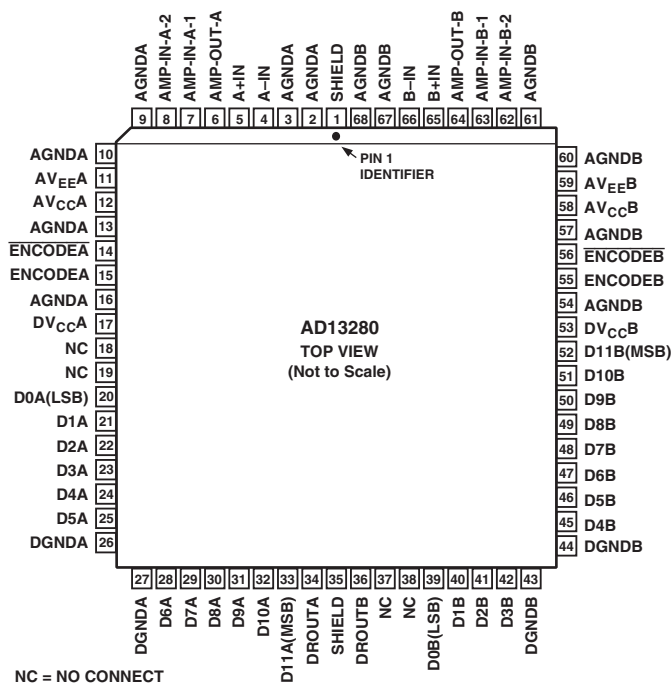 AGNDA
AMP-IN-A-2
AMP-IN-A-1
AMP-OUT-A
A+IN
A–IN
AGNDA
AGNDA
SHIELD
AGNDB
AGNDB
B–IN
B+IN
AMP-OUT-B
AMP-IN-B-1
AMP-IN-B-2
AGNDB
9 8 7 6 5 4 3 2 1 68 67 66 65 64 63 62 61
PIN 1
IDENTIFIER
AGNDA 10
AVEEA 11
AVCCA 12
AGNDA 13
ENCODEA 14
ENCODEA 15
AGNDA 16
DVCCA 17
NC 18
NC 19
D0A(LSB) 20
D1A 21
D2A 22
D3A 23
D4A 24
D5A 25
DGNDA 26
AD13280
TOP VIEW
(Not to Scale)
60 AGNDB
59 AVEEB
58 AVCCB
57 AGNDB
56 ENCODEB
55 ENCODEB
54 AGNDB
53 DVCCB
52 D11B(MSB)
51 D10B
50 D9B
49 D8B
48 D7B
47 D6B
46 D5B
45 D4B
44 DGNDB
27 28 29 30 31 32 33 34 35 36 37 38 39 40 41 42 43
DGNDA
D6A
D7A
D8A
D9A
D10A
D11A(MSB)
DROUTA
SHIELD
DROUTB
NC
NC
D0B(LSB)
D1B
D2B
D3B
DGNDB
NC = NO CONNECT